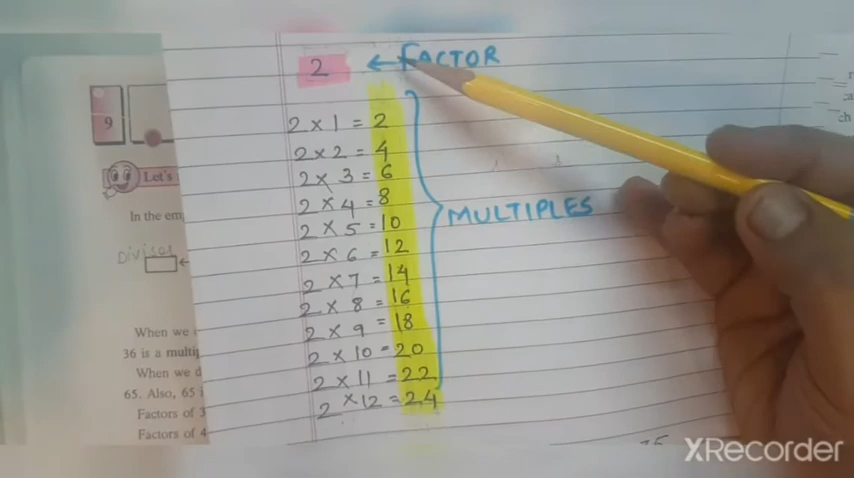 2 ← FACTOR
2 × 1 = 2
2 × 2 = 4
2 × 3 = 6
2 × 4 = 8
2 × 5 = 10
2 × 6 = 12
2 × 7 = 14
2 × 8 = 16
2 × 9 = 18
2 × 10 = 20
2 × 11 = 22
2 × 12 = 24
MULTIPLES
9
Let's
In the em
Divisor
When we
36 is a multip
When we d
65. Also, 65 i
Factors of 3
Factors of 4
XRecorder